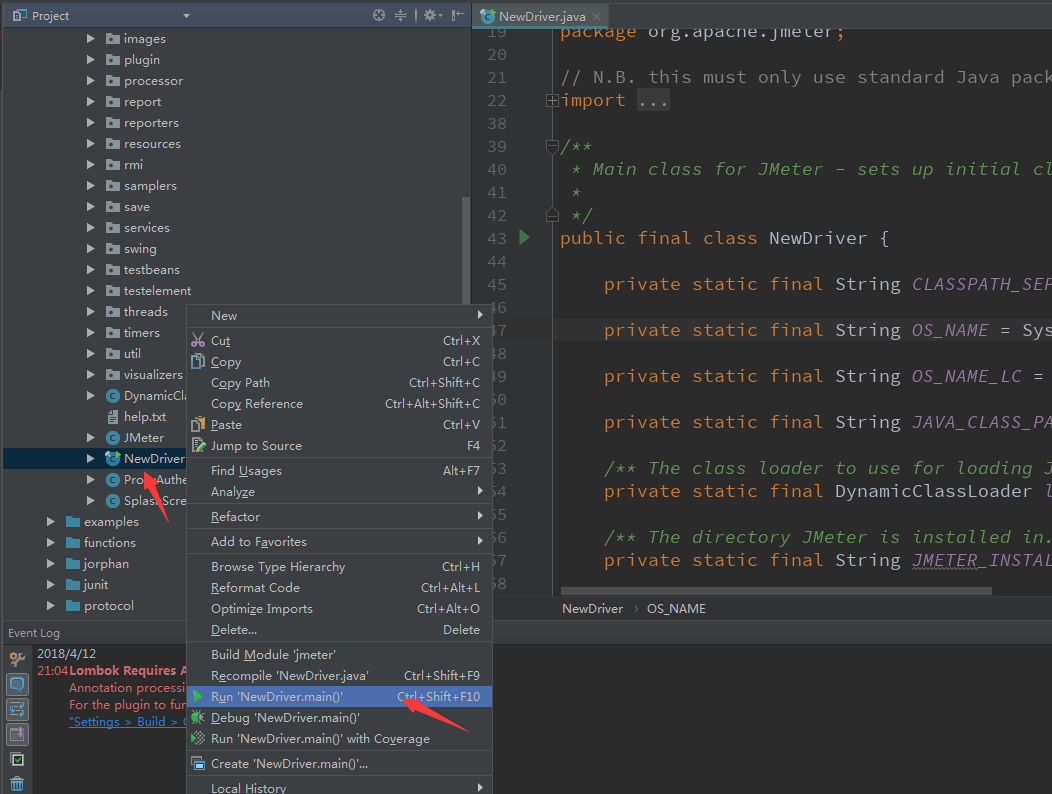 Project
images
plugin
processor
report
reporters
resources
rmi
samplers
save
services
swing
testbeans
testelement
threads
timers
util
visualizers
DynamicCla
help.txt
JMeter
NewDriver
ProxyAuthe
SplashScre
examples
functions
jorphan
junit
protocol
New
Cut Ctrl+X
Copy Ctrl+C
Copy Path Ctrl+Shift+C
Copy Reference Ctrl+Alt+Shift+C
Paste Ctrl+V
Jump to Source F4
Find Usages Alt+F7
Analyze
Refactor
Add to Favorites
Browse Type Hierarchy Ctrl+H
Reformat Code Ctrl+Alt+L
Optimize Imports Ctrl+Alt+O
Delete... Delete
Build Module 'jmeter'
Recompile 'NewDriver.java' Ctrl+Shift+F9
Run 'NewDriver.main()' Ctrl+Shift+F10
Debug 'NewDriver.main()'
Run 'NewDriver.main()' with Coverage
Create 'NewDriver.main()'...
Local History
NewDriver.java
19 package org.apache.jmeter;
20
21 // N.B. this must only use standard Java pack
22 import ...
38
39 /**
40 * Main class for JMeter - sets up initial cl
41 *
42 */
43 public final class NewDriver {
44
45 private static final String CLASSPATH_SEP
46
47 private static final String OS_NAME = Sys
48
49 private static final String OS_NAME_LC =
50
51 private static final String JAVA_CLASS_PA
52
53 /** The class loader to use for loading J
54 private static final DynamicClassLoader l
55
56 /** The directory JMeter is installed in.
57 private static final String JMETER_INSTAL
58
NewDriver OS_NAME
Event Log
2018/4/12
21:04 Lombok Requires A
Annotation processi
For the plugin to fur
"Settings > Build >